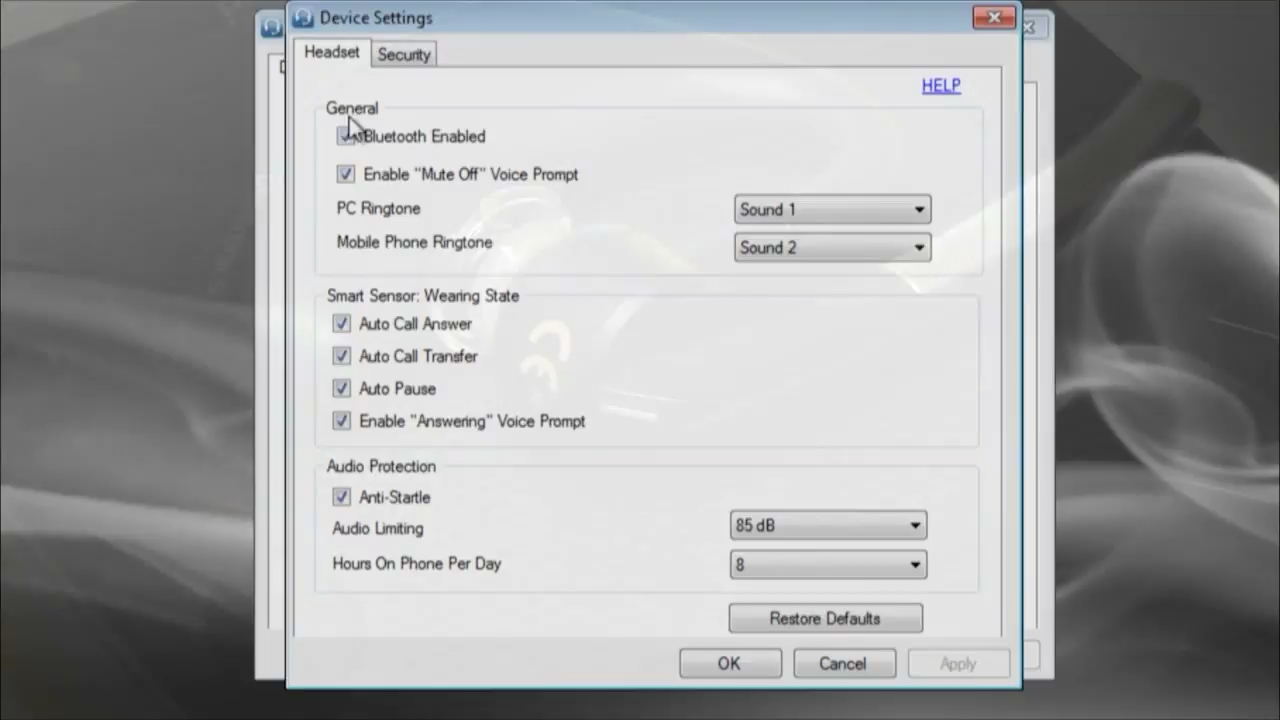 Device Settings
Headset
Security
HELP
General
Bluetooth Enabled
Enable "Mute Off" Voice Prompt
PC Ringtone
Sound 1
Mobile Phone Ringtone
Sound 2
Smart Sensor: Wearing State
Auto Call Answer
Auto Call Transfer
Auto Pause
Enable "Answering" Voice Prompt
Audio Protection
Anti-Startle
Audio Limiting
85 dB
Hours On Phone Per Day
8
Restore Defaults
OK
Cancel
Apply